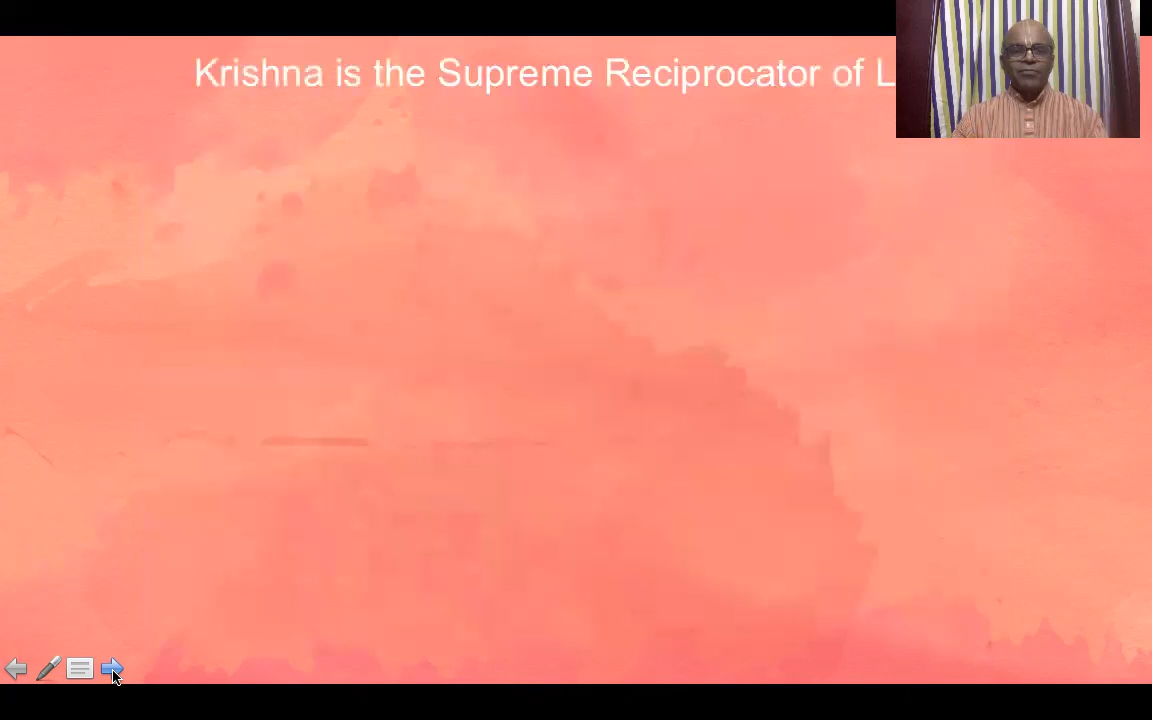 Krishna is the Supreme Reciprocator of